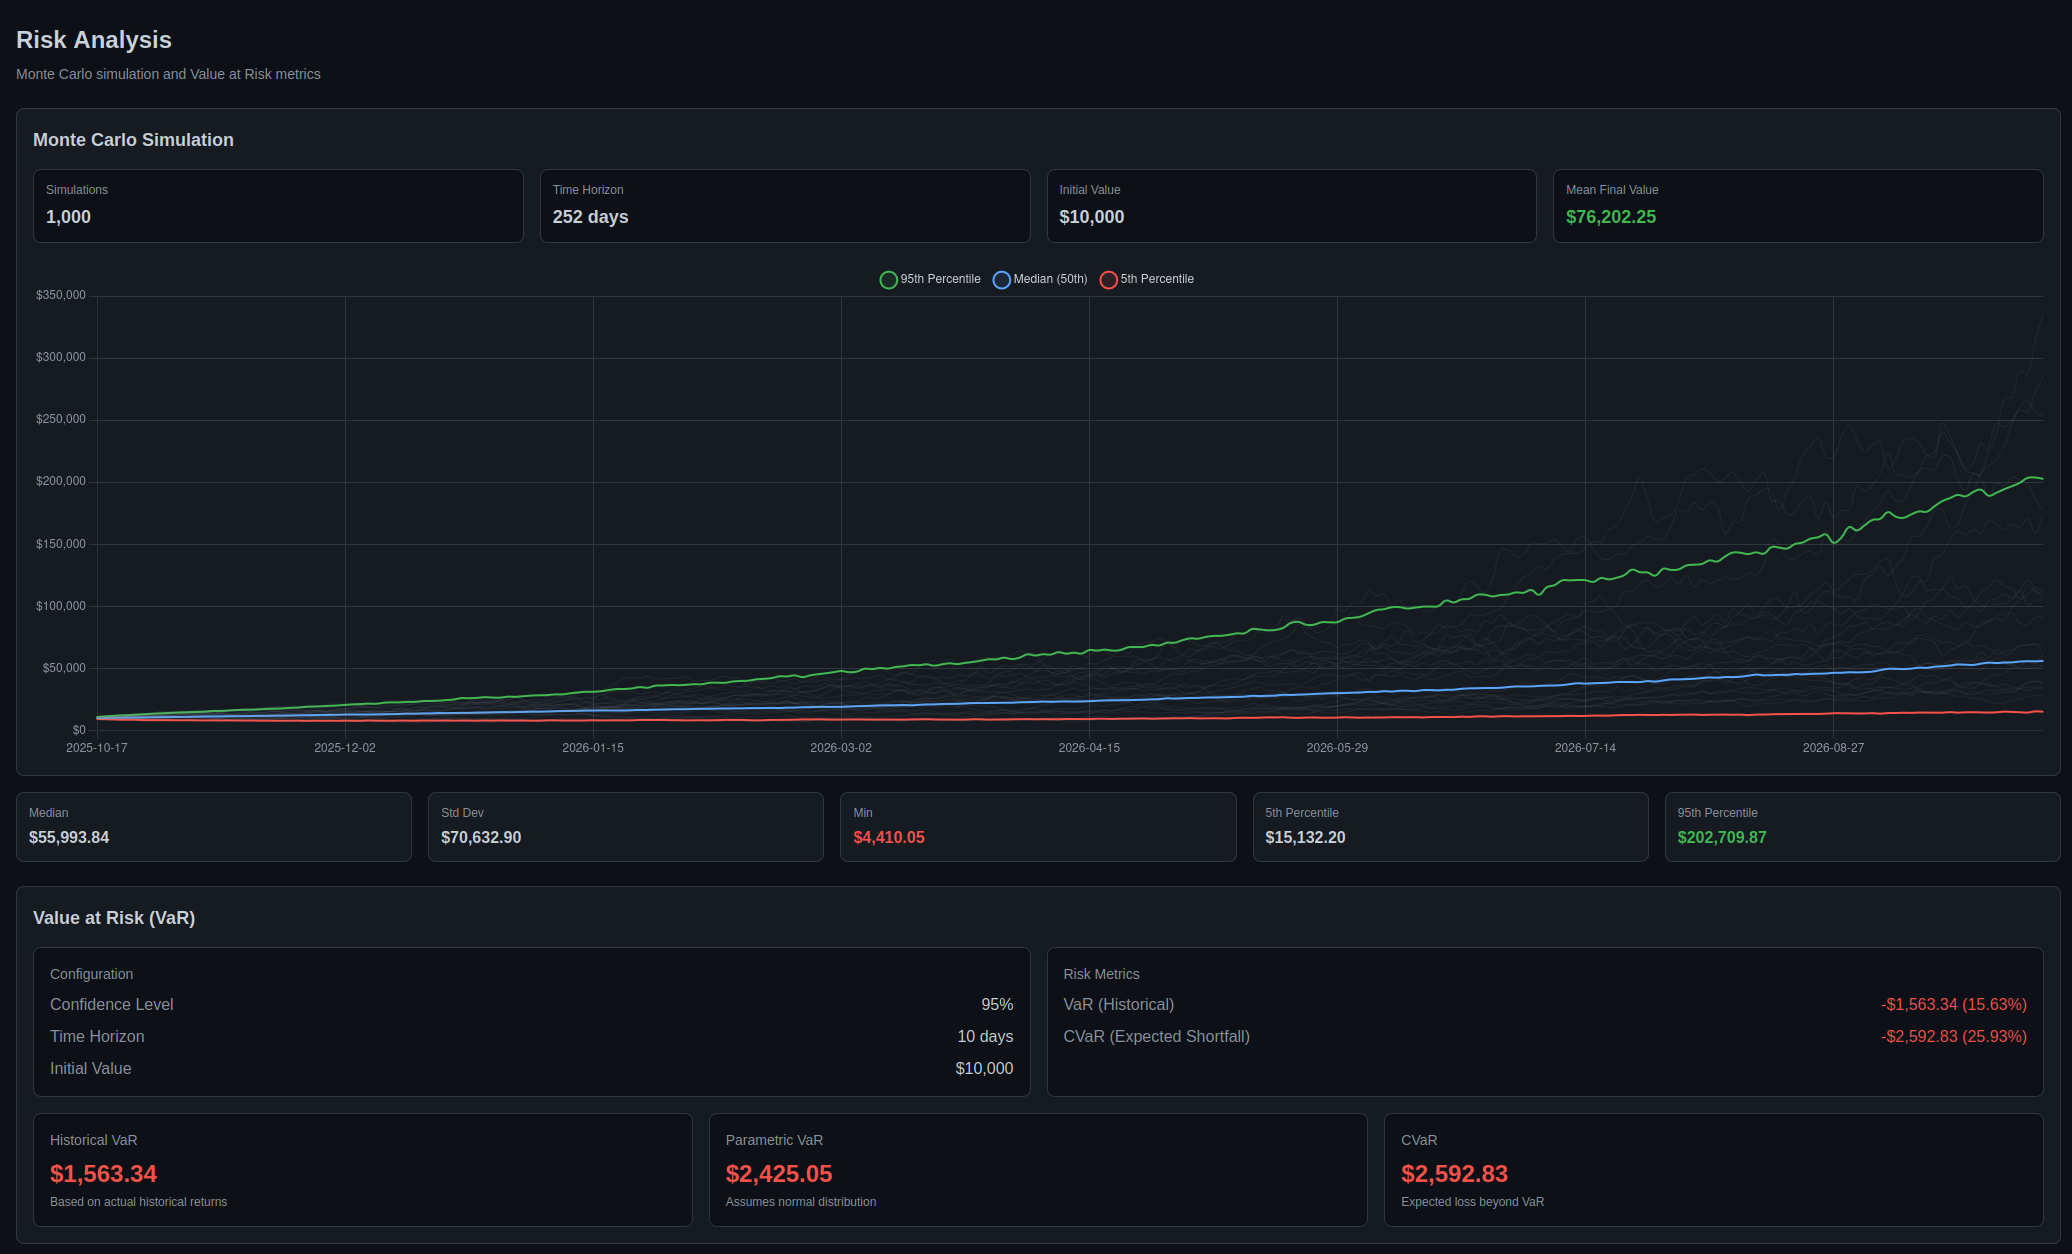 Risk Analysis
Monte Carlo simulation and Value at Risk metrics
Monte Carlo Simulation
Simulations
1,000
Time Horizon
252 days
Initial Value
$10,000
Mean Final Value
$76,202.25
95th Percentile
Median (50th)
5th Percentile
$350,000
$300,000
$250,000
$200,000
$150,000
$100,000
$50,000
$0
2025-10-17
2025-12-02
2026-01-15
2026-03-02
2026-04-15
2026-05-29
2026-07-14
2026-08-27
Median
$55,993.84
Std Dev
$70,632.90
Min
$4,410.05
5th Percentile
$15,132.20
95th Percentile
$202,709.87
Value at Risk (VaR)
Configuration
Confidence Level 95%
Time Horizon 10 days
Initial Value $10,000
Risk Metrics
VaR (Historical) -$1,563.34 (15.63%)
CVaR (Expected Shortfall) -$2,592.83 (25.93%)
Historical VaR
$1,563.34
Based on actual historical returns
Parametric VaR
$2,425.05
Assumes normal distribution
CVaR
$2,592.83
Expected loss beyond VaR